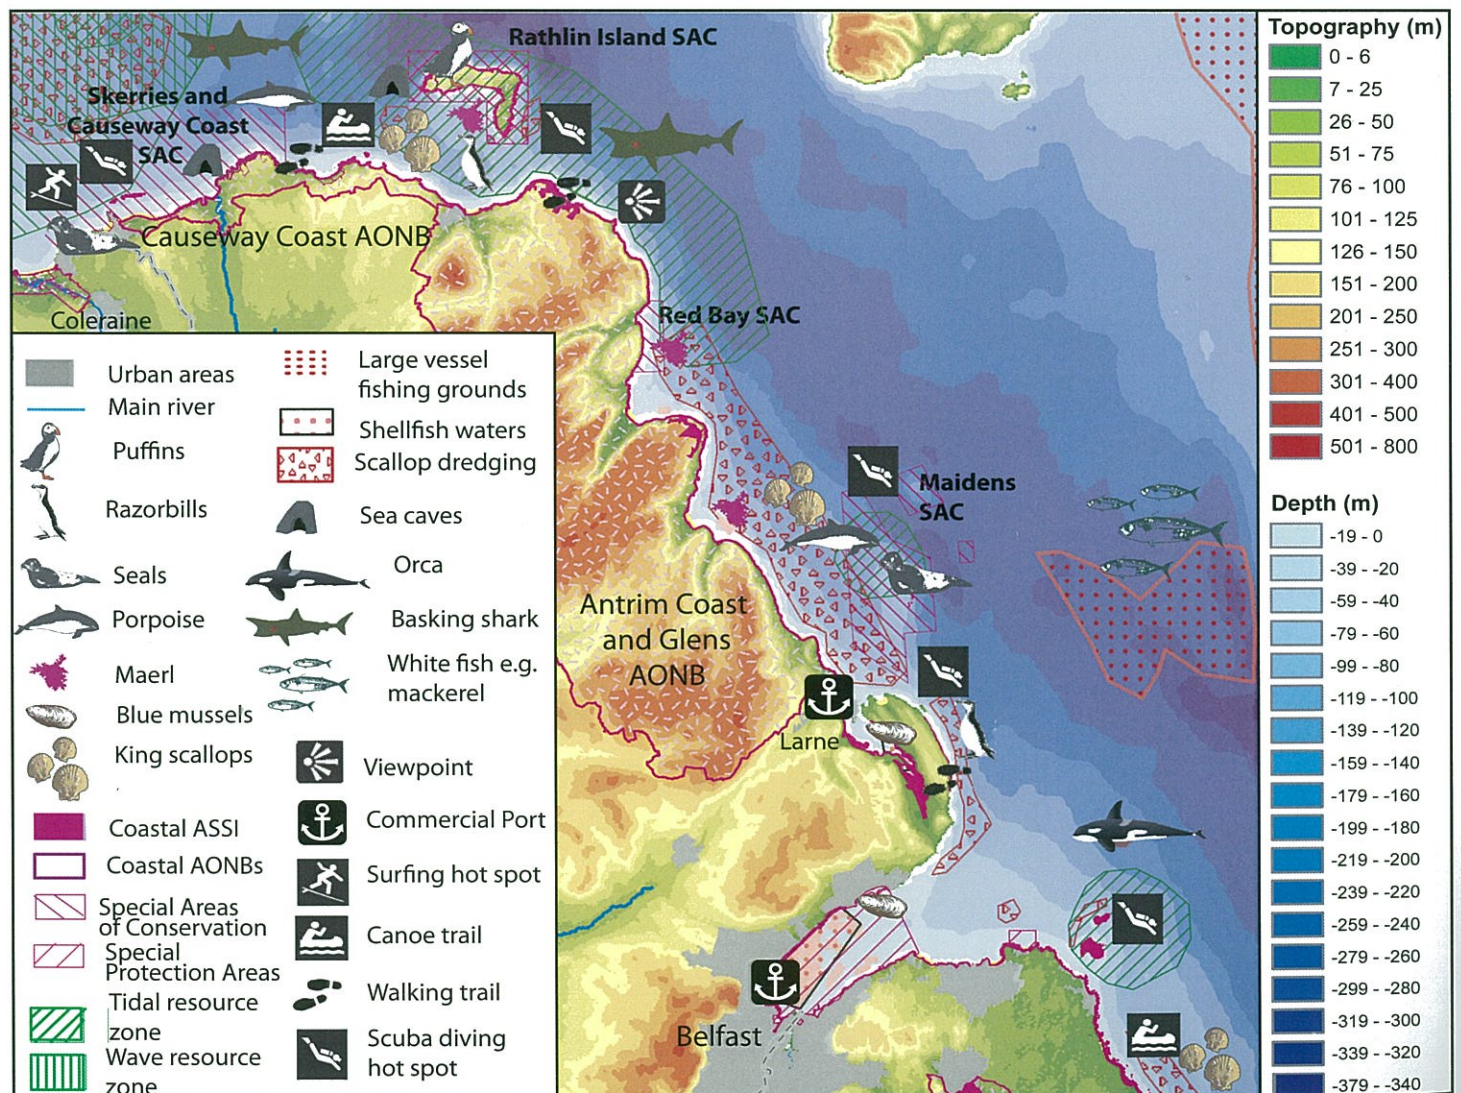 Rathlin Island SAC
Skerries and
Causeway Coast
SAC
Causeway Coast AONB
Coleraine
Red Bay SAC
Maidens
SAC
Antrim Coast
and Glens
AONB
Larne
Belfast
Urban areas
Main river
Puffins
Razorbills
Seals
Porpoise
Maerl
Blue mussels
King scallops
Coastal ASSI
Coastal AONBs
Special Areas
of Conservation
Special
Protection Areas
Tidal resource
zone
Wave resource
zone
Large vessel
fishing grounds
Shellfish waters
Scallop dredging
Sea caves
Orca
Basking shark
White fish e.g.
mackerel
Viewpoint
Commercial Port
Surfing hot spot
Canoe trail
Walking trail
Scuba diving
hot spot
Topography (m)
0 - 6
7 - 25
26 - 50
51 - 75
76 - 100
101 - 125
126 - 150
151 - 200
201 - 250
251 - 300
301 - 400
401 - 500
501 - 800
Depth (m)
-19 - 0
-39 - -20
-59 - -40
-79 - -60
-99 - -80
-119 - -100
-139 - -120
-159 - -140
-179 - -160
-199 - -180
-219 - -200
-239 - -220
-259 - -240
-279 - -260
-299 - -280
-319 - -300
-339 - -320
-379 - -340